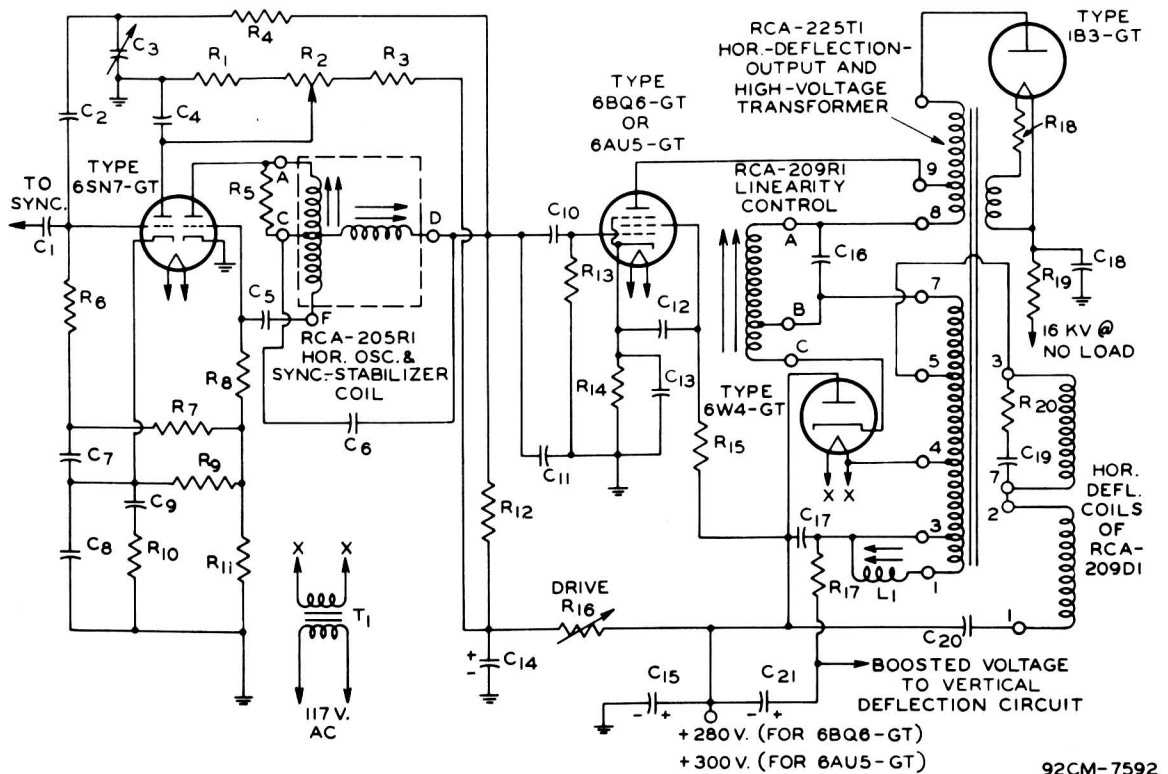 R4
C3
R1
R2
R3
C2
C4
TYPE
6SN7-GT
TO
SYNC.
C1
R5
A
C
D
F
C5
RCA-205R1
HOR. OSC. &
SYNC-STABILIZER
COIL
R6
R8
R7
C6
C7
R9
C9
C8
R10
R11
X
X
T1
117 V.
AC
TYPE
6BQ6-GT
OR
6AU5-GT
C10
R13
C12
R14
C13
C11
R15
R12
DRIVE
R16
C14
+
-
C15
- +
C21
- +
+280 V. (FOR 6BQ6-GT)
+300 V. (FOR 6AU5-GT)
RCA-225T1
HOR.-DEFLECTION-
OUTPUT AND
HIGH-VOLTAGE
TRANSFORMER
TYPE
1B3-GT
R18
9
8
RCA-209R1
LINEARITY
CONTROL
A
C16
B
C
7
5
4
3
1
TYPE
6W4-GT
X X
C17
R17
L1
C18
R19
16 KV @
NO LOAD
3
R20
C19
7
2
1
HOR.
DEFL.
COILS
OF
RCA-
209D1
C20
BOOSTED VOLTAGE
TO VERTICAL
DEFLECTION CIRCUIT
92CM-7592